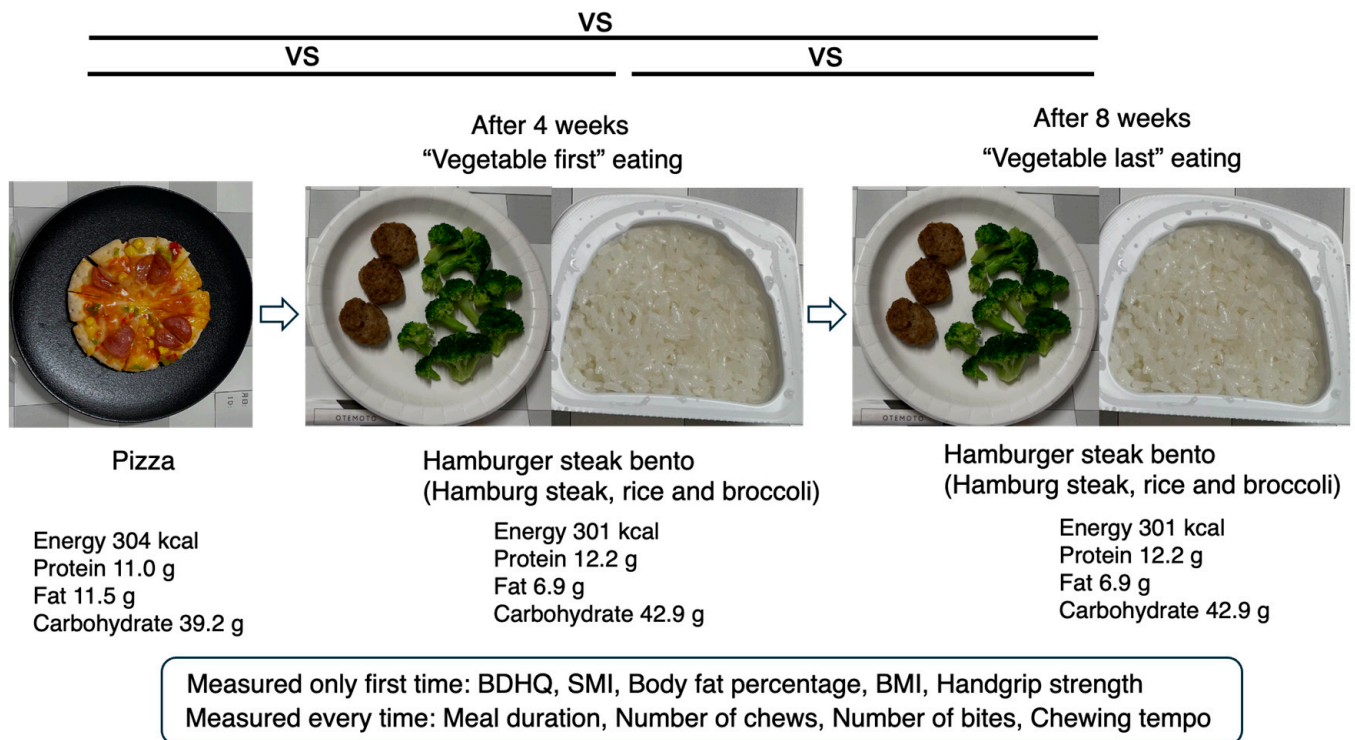 VS
VS
VS
After 4 weeks
“Vegetable first” eating
After 8 weeks
“Vegetable last” eating
OTEMOTO
OTEMOTO
Pizza
Hamburger steak bento
(Hamburg steak, rice and broccoli)
Hamburger steak bento
(Hamburg steak, rice and broccoli)
Energy 304 kcal
Protein 11.0 g
Fat 11.5 g
Carbohydrate 39.2 g
Energy 301 kcal
Protein 12.2 g
Fat 6.9 g
Carbohydrate 42.9 g
Energy 301 kcal
Protein 12.2 g
Fat 6.9 g
Carbohydrate 42.9 g
Measured only first time: BDHQ, SMI, Body fat percentage, BMI, Handgrip strength
Measured every time: Meal duration, Number of chews, Number of bites, Chewing tempo